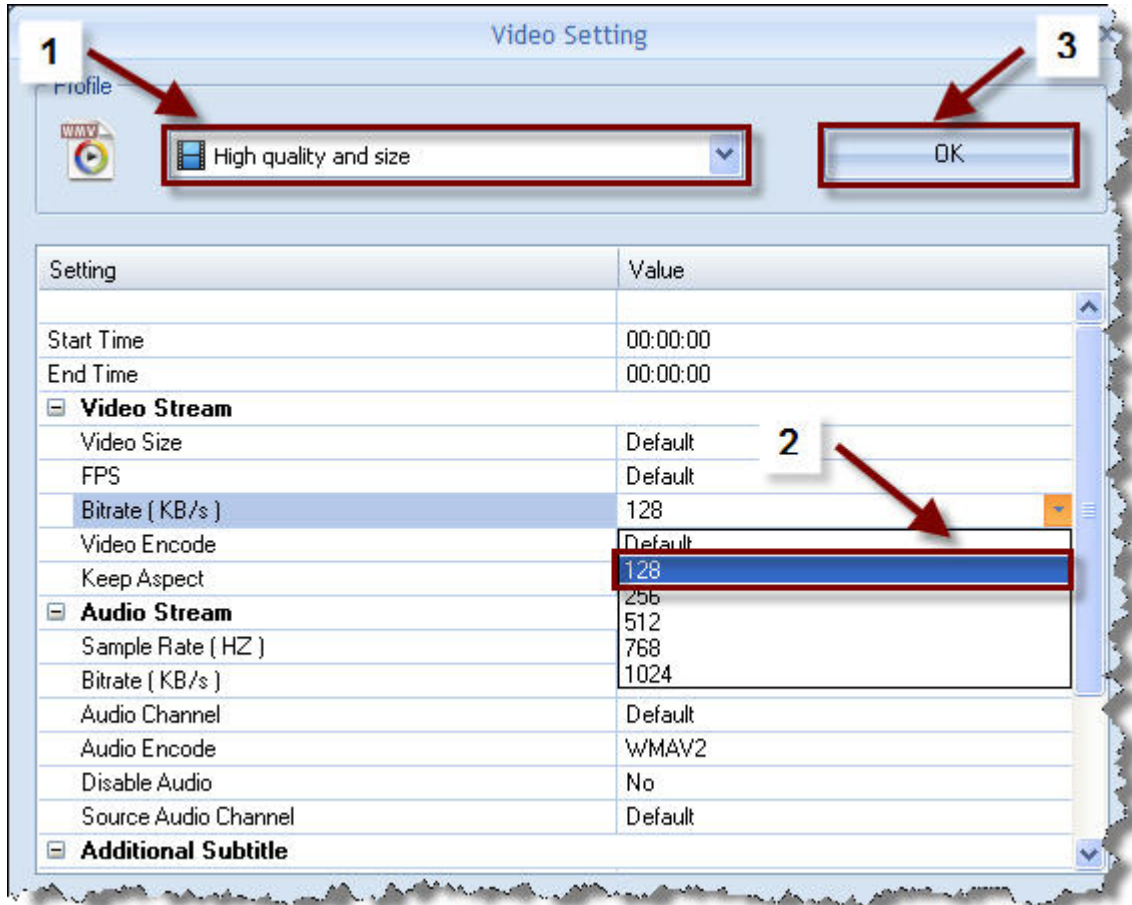 Video Setting
1
3
Profile
WMV
High quality and size
OK
Setting Value
Start Time 00:00:00
End Time 00:00:00
Video Stream
Video Size Default
2
FPS Default
Bitrate ( KB/s ) 128
Video Encode Default
Keep Aspect 128
256
Audio Stream 512
Sample Rate ( HZ ) 768
Bitrate ( KB/s ) 1024
Audio Channel Default
Audio Encode WMAV2
Disable Audio No
Source Audio Channel Default
Additional Subtitle